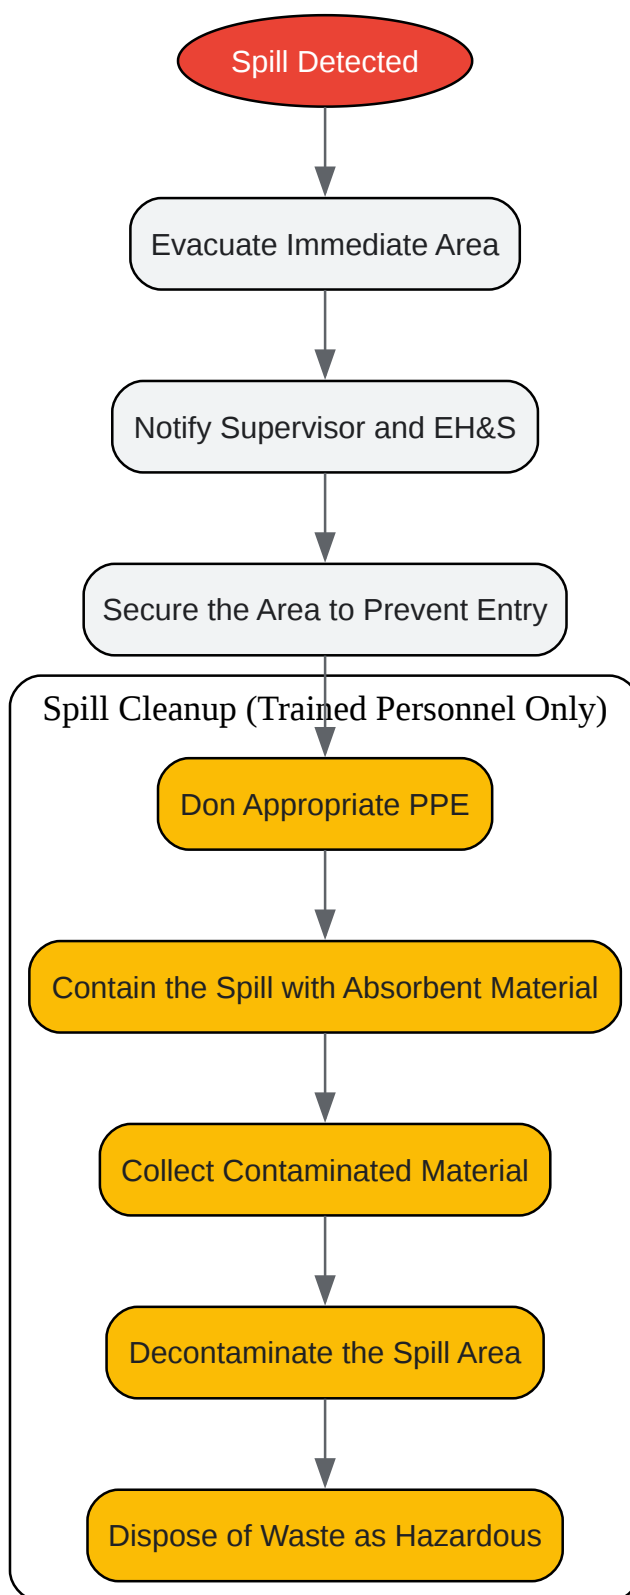 Spill Detected
Evacuate Immediate Area
Notify Supervisor and EH&S
Secure the Area to Prevent Entry
Spill Cleanup (Trained Personnel Only)
Don Appropriate PPE
Contain the Spill with Absorbent Material
Collect Contaminated Material
Decontaminate the Spill Area
Dispose of Waste as Hazardous